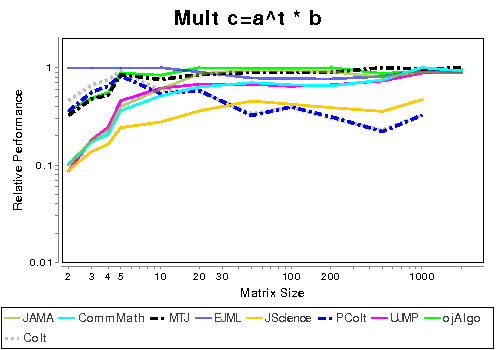 Mult c=a^t * b
Relative Performance
1
0.1
0.01
2 3 4 5 10 20 30 100 200 1000
Matrix Size
JAMA CommMath MTJ EJML JScience PColt UJMP ojAlgo
Colt